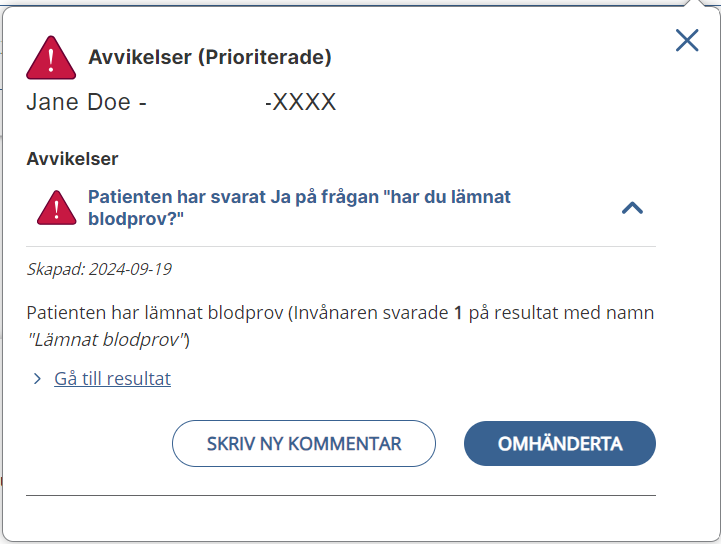 Avvikelser (Prioriterade)
Jane Doe - -XXXX
Avvikelser
Patienten har svarat Ja på frågan "har du lämnat
blodprov?"
Skapad: 2024-09-19
Patienten har lämnat blodprov (Invånaren svarade 1 på resultat med namn
"Lämnat blodprov")
Gå till resultat
SKRIV NY KOMMENTAR
OMHÄNDERTA